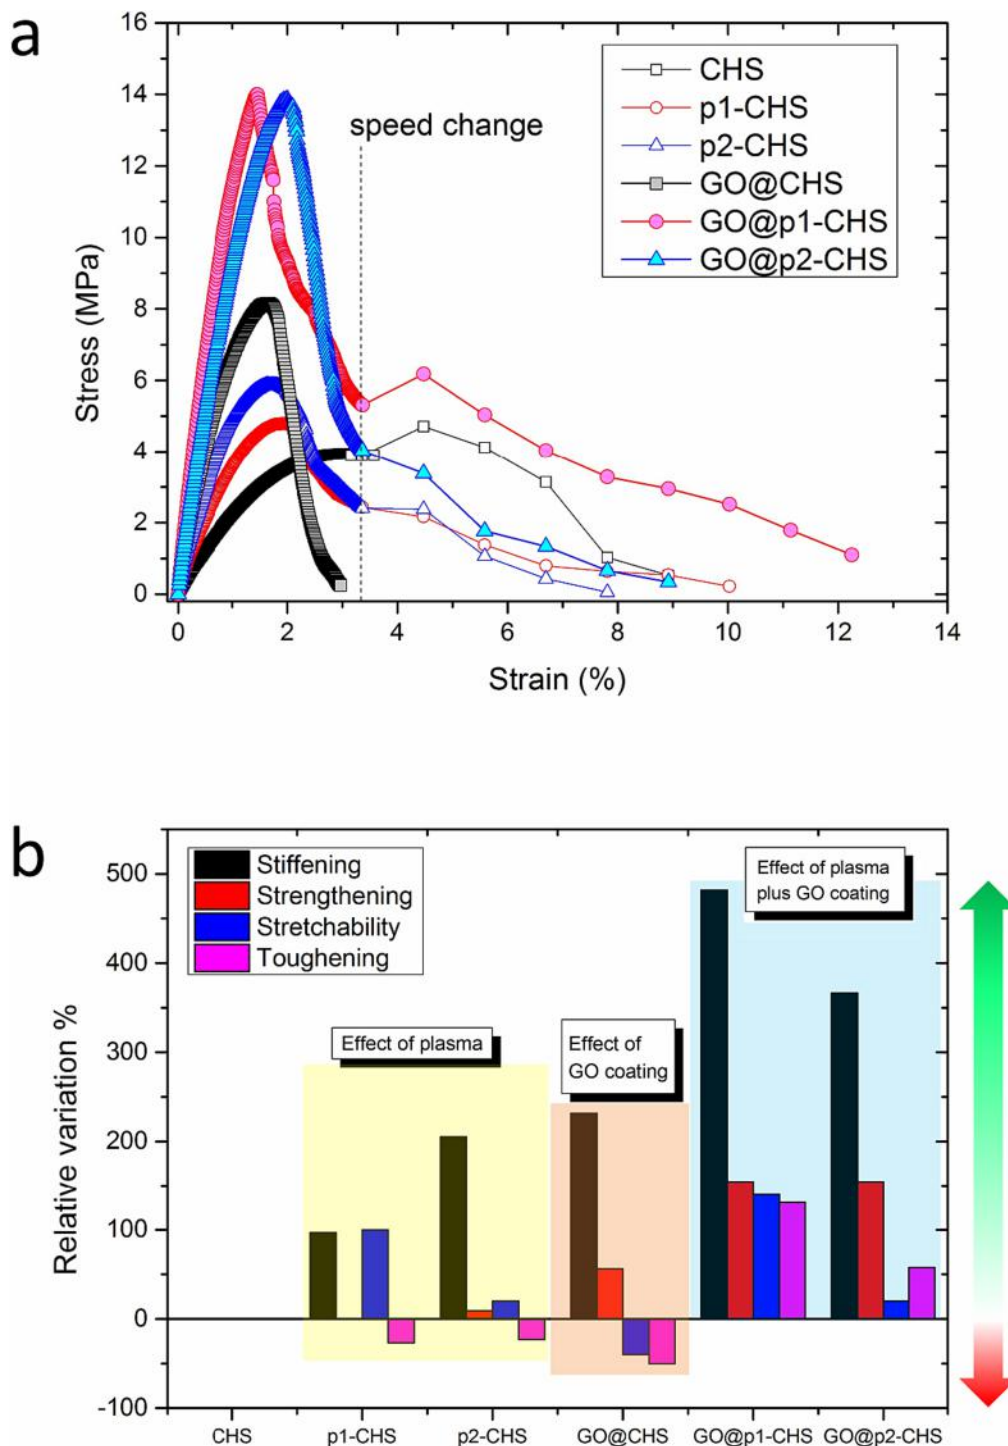 a
16
14
12
10
8
6
4
2
0
Stress (MPa)
speed change
CHS
p1-CHS
p2-CHS
GO@CHS
GO@p1-CHS
GO@p2-CHS
0 2 4 6 8 10 12 14
Strain (%)
b
500
400
300
200
100
0
-100
Relative variation %
Stiffening
Strengthening
Stretchability
Toughening
Effect of plasma
Effect of
GO coating
Effect of plasma
plus GO coating
CHS p1-CHS p2-CHS GO@CHS GO@p1-CHS GO@p2-CHS